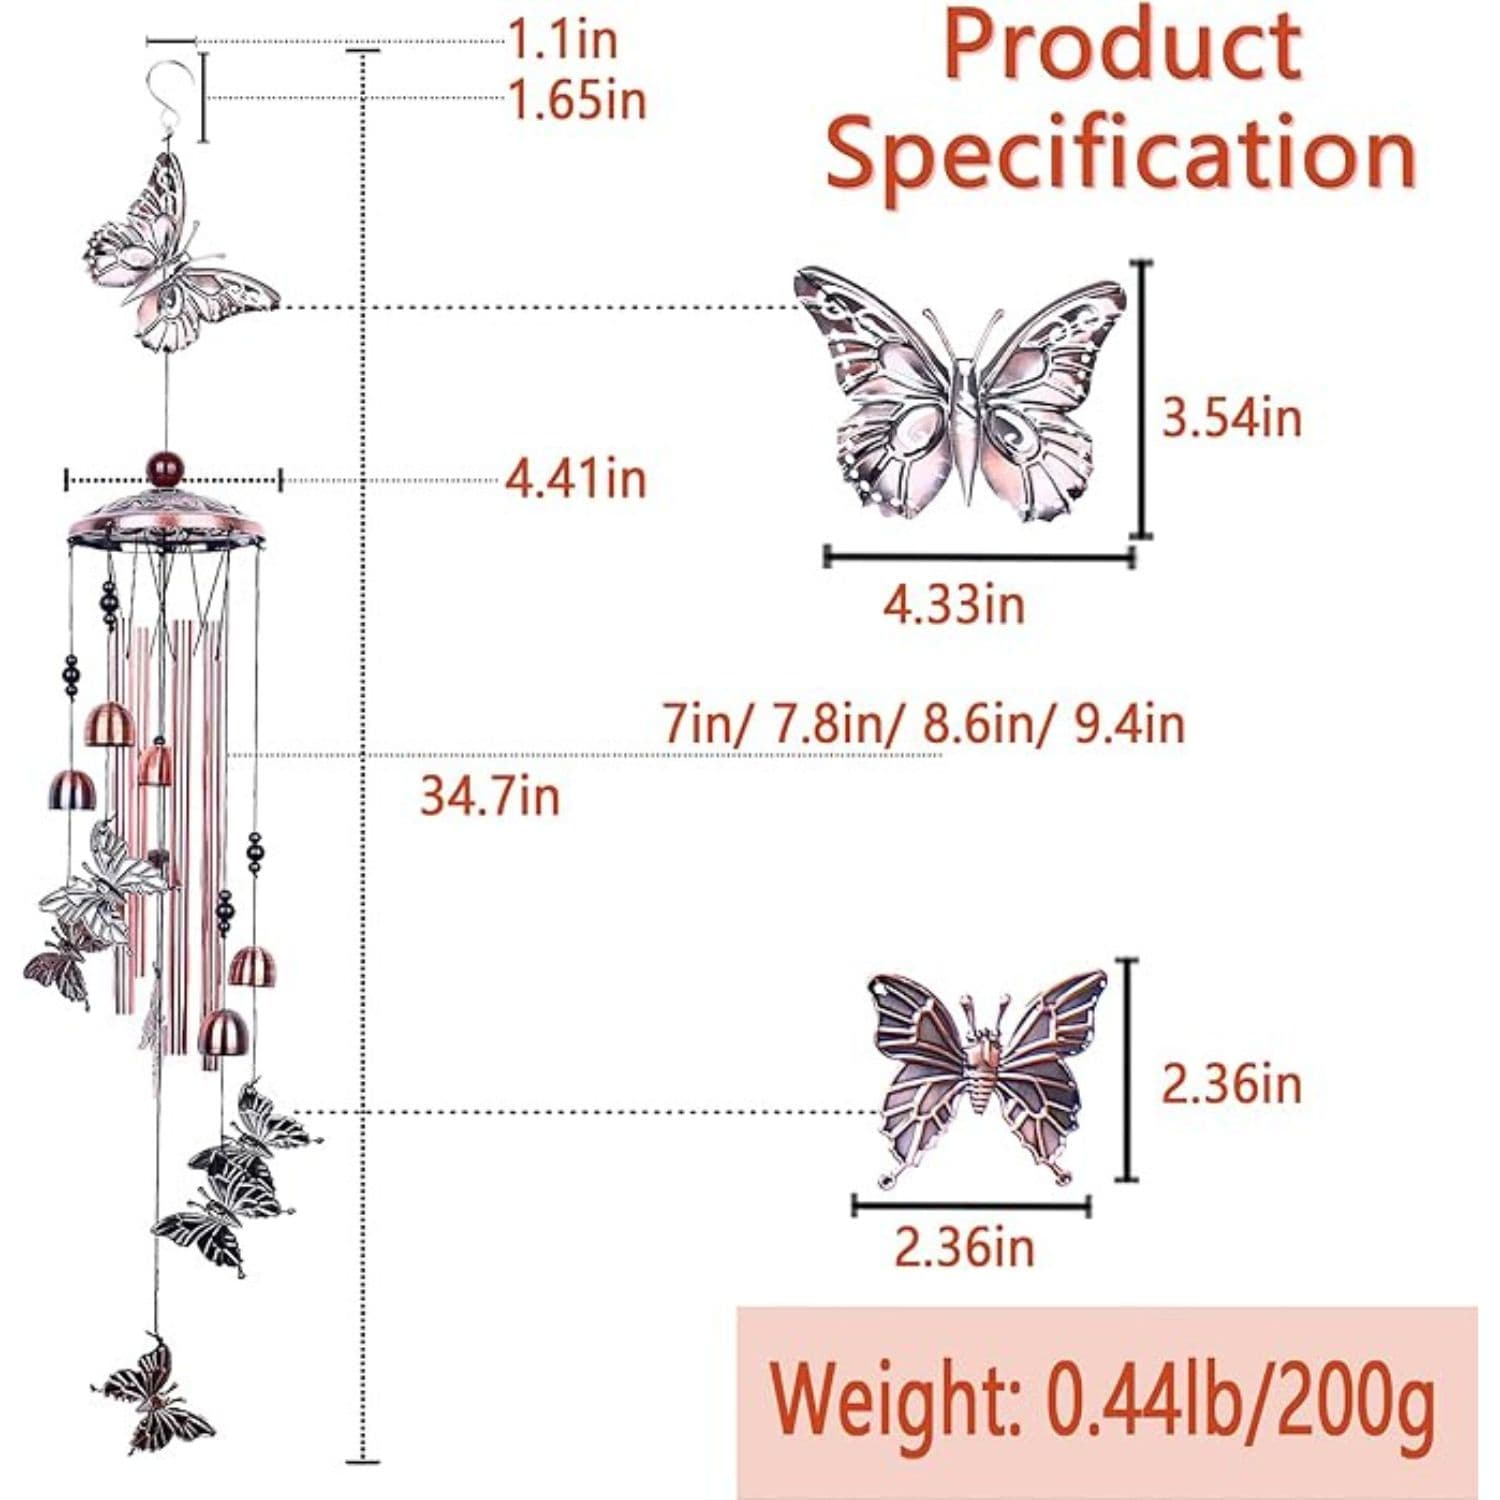 Product
Specification
1.1in
1.65in
3.54in
4.41in
4.33in
7in/ 7.8in/ 8.6in/ 9.4in
34.7in
2.36in
2.36in
Weight: 0.44lb/200g